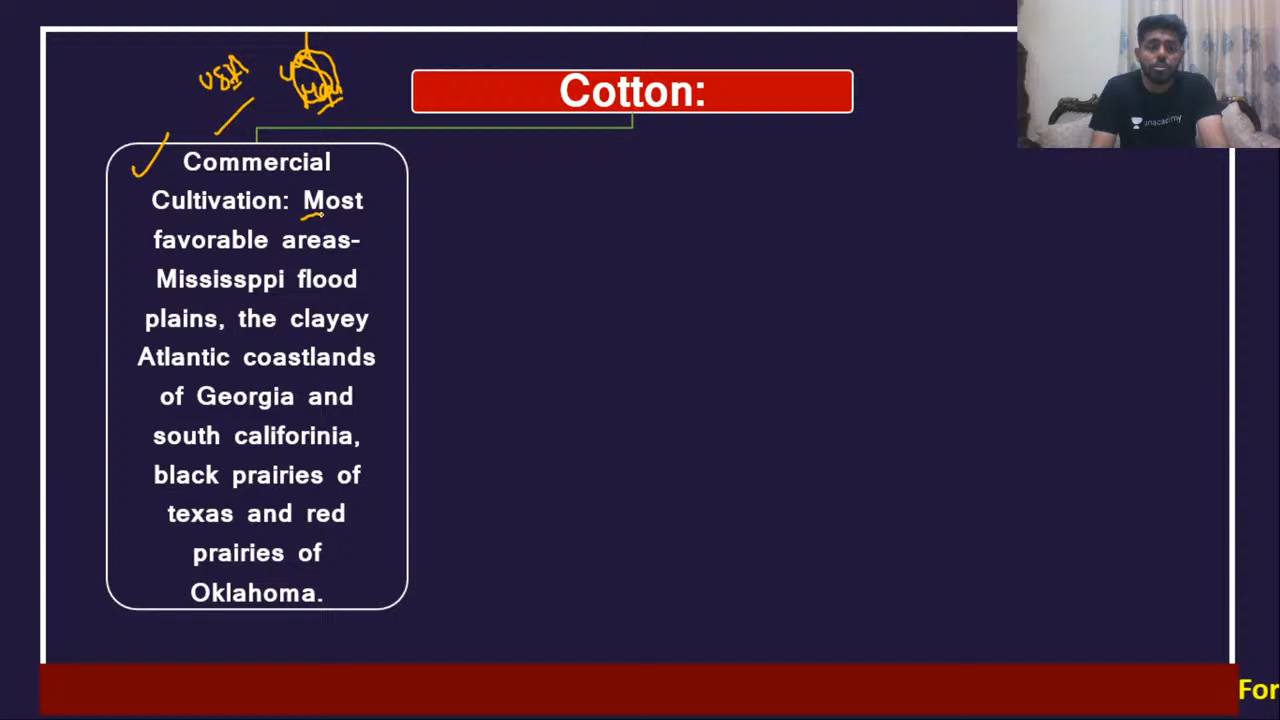 USA
Cotton:
Commercial
Cultivation: Most
favorable areas-
Mississppi flood
plains, the clayey
Atlantic coastlands
of Georgia and
south califorinia,
black prairies of
texas and red
prairies of
Oklahoma.
unacademy
For